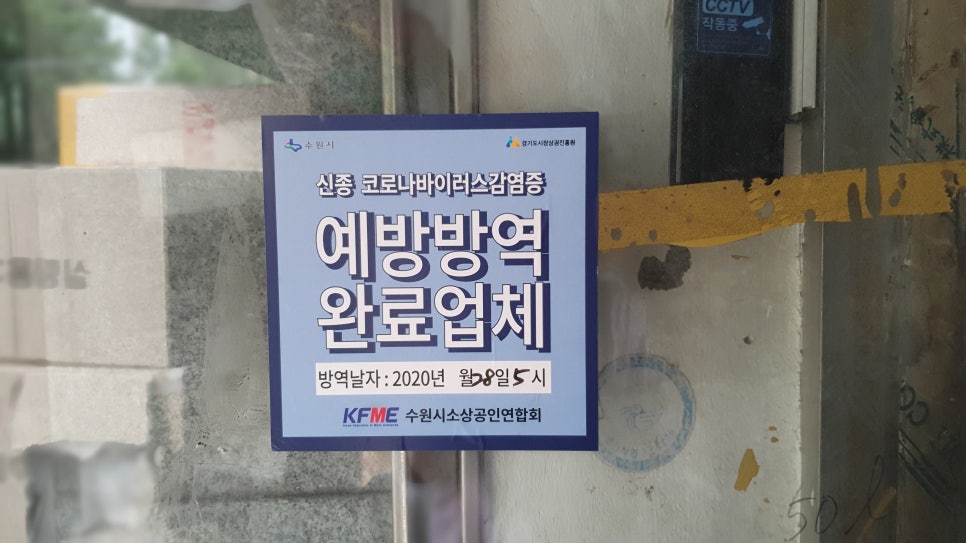 CCTV
작동중
수원시
경기도시장상권진흥원
신종 코로나바이러스감염증
예방방역
완료업체
방역날자 : 2020년 월 28일 5시
KFME 수원시소상공인연합회
50